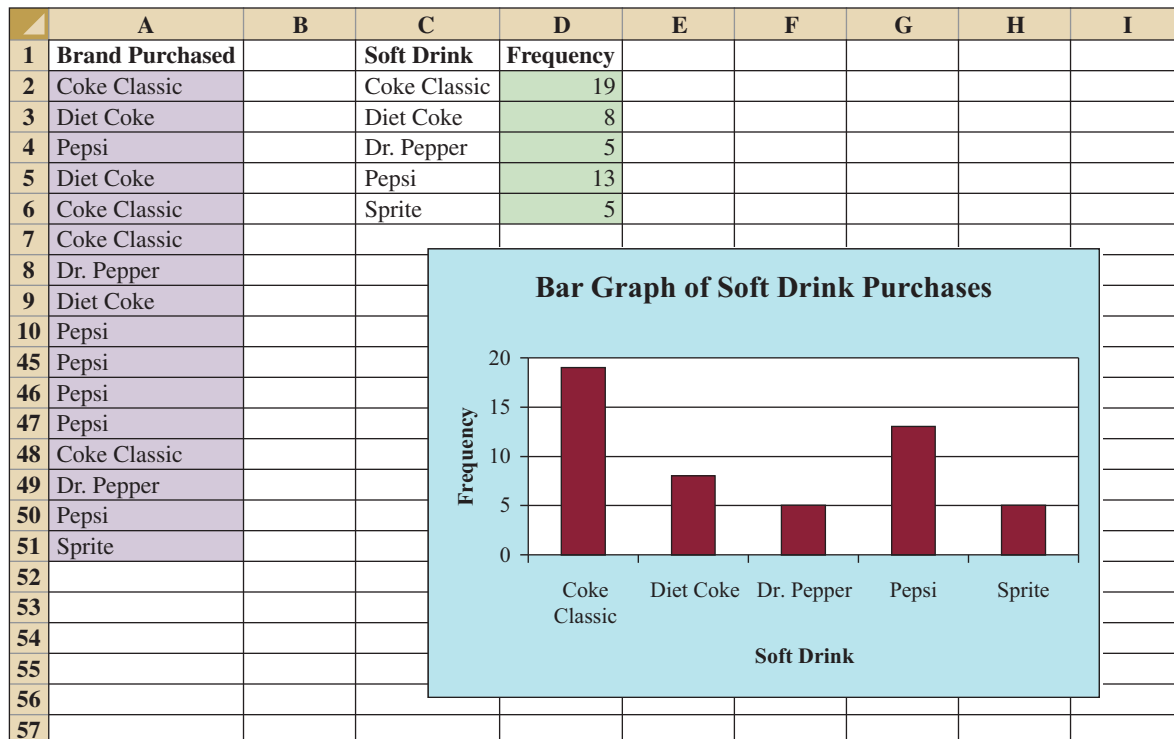 A B C D E F G H I
1 Brand Purchased Soft Drink Frequency
2 Coke Classic Coke Classic 19
3 Diet Coke Diet Coke 8
4 Pepsi Dr. Pepper 5
5 Diet Coke Pepsi 13
6 Coke Classic Sprite 5
7 Coke Classic
8 Dr. Pepper
9 Diet Coke
10 Pepsi
45 Pepsi
46 Pepsi
47 Pepsi
48 Coke Classic
49 Dr. Pepper
50 Pepsi
51 Sprite
52
53
54
55
56
57
Bar Graph of Soft Drink Purchases
Frequency
20
15
10
5
0
Coke Diet Coke Dr. Pepper Pepsi Sprite
Classic
Soft Drink